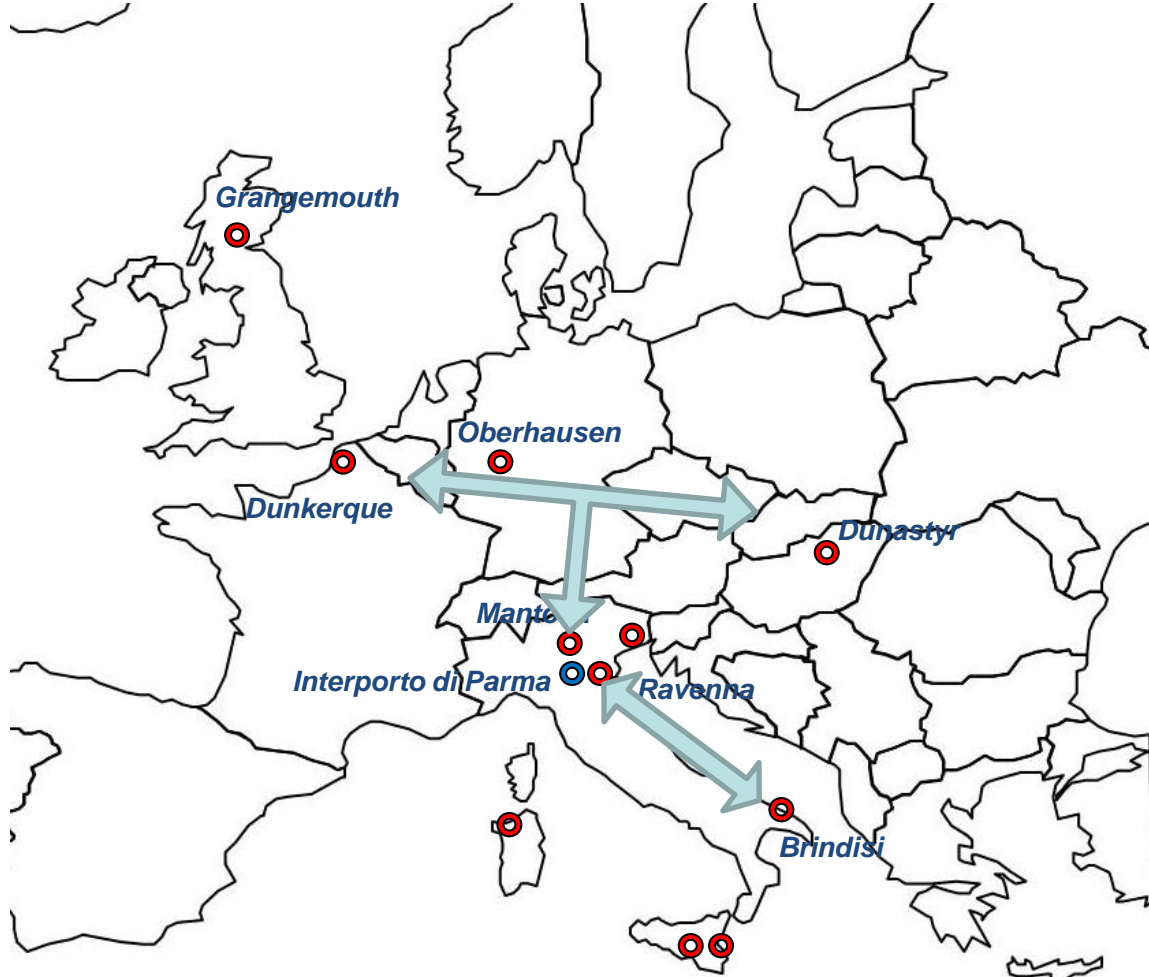 Grangemouth
Oberhausen
Dunkerque
Dunastyr
Interporto di Parma
Ravenna
Brindisi